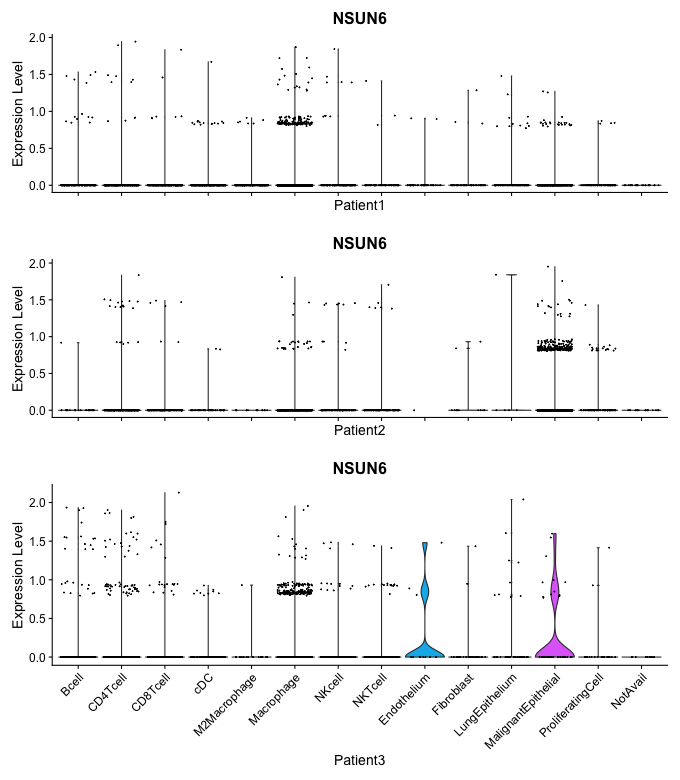 NSUN6
Expression Level
2.0
1.5
1.0
0.5
0.0
Patient1
NSUN6
Expression Level
2.0
1.5
1.0
0.5
0.0
Patient2
NSUN6
Expression Level
2.0
1.5
1.0
0.5
0.0
Bcell
CD4Tcell
CD8Tcell
cDC
M2Macrophage
Macrophage
NKcell
NKTcell
Endothelium
Fibroblast
LungEpithelium
MalignantEpithelial
ProliferatingCell
NotAvail
Patient3